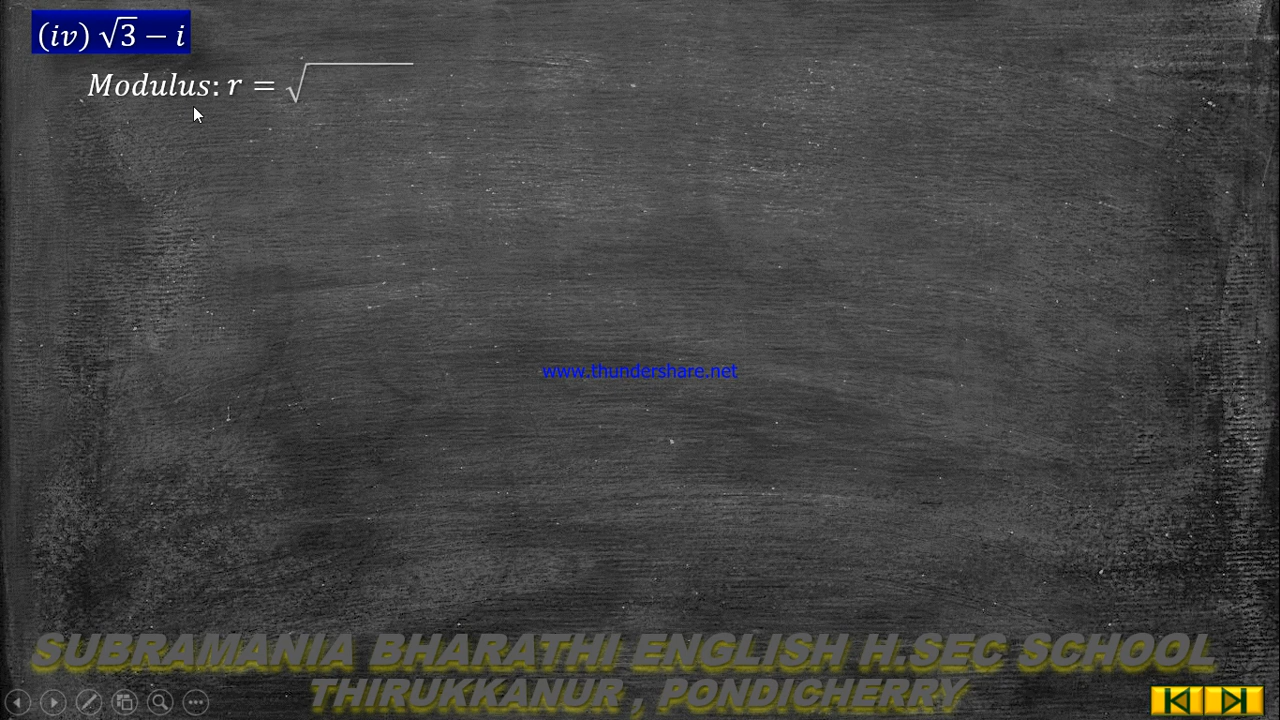 (iv) √3 − i
Modulus: r = √
www.thundershare.net
SUBRAMANIA BHARATHI ENGLISH H.SEC SCHOOL
THIRUKKANUR , PONDICHERRY